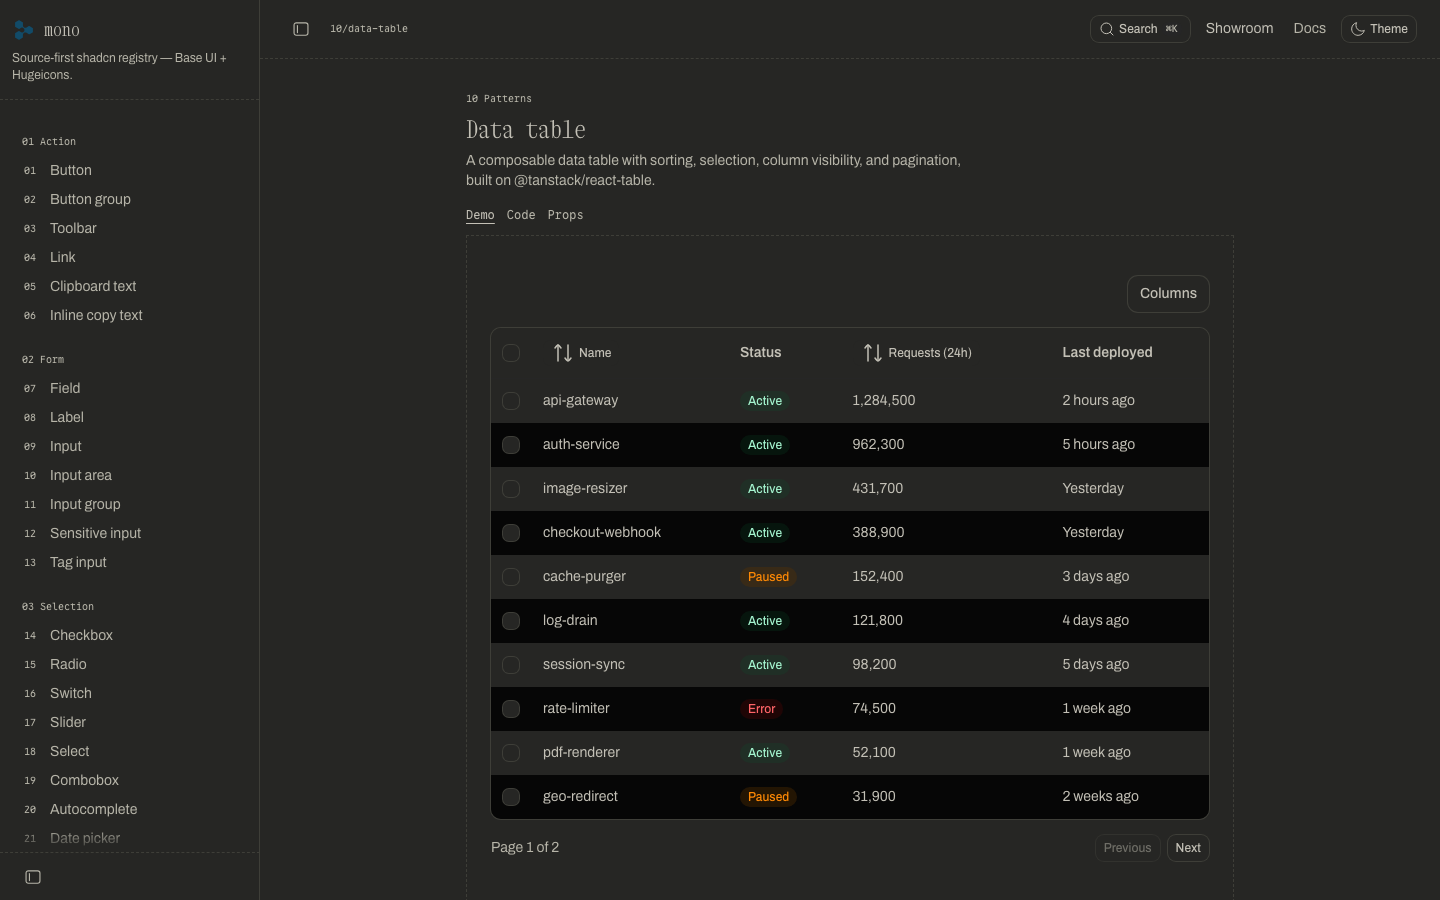 mono
Source-first shadcn registry — Base UI +
Hugeicons.
01 Action
01 Button
02 Button group
03 Toolbar
04 Link
05 Clipboard text
06 Inline copy text
02 Form
07 Field
08 Label
09 Input
10 Input area
11 Input group
12 Sensitive input
13 Tag input
03 Selection
14 Checkbox
15 Radio
16 Switch
17 Slider
18 Select
19 Combobox
20 Autocomplete
21 Date picker
10/data-table
Search ⌘K Showroom Docs Theme
10 Patterns
Data table
A composable data table with sorting, selection, column visibility, and pagination,
built on @tanstack/react-table.
Demo Code Props
Columns
Name Status Requests (24h) Last deployed
api-gateway Active 1,284,500 2 hours ago
auth-service Active 962,300 5 hours ago
image-resizer Active 431,700 Yesterday
checkout-webhook Active 388,900 Yesterday
cache-purger Paused 152,400 3 days ago
log-drain Active 121,800 4 days ago
session-sync Active 98,200 5 days ago
rate-limiter Error 74,500 1 week ago
pdf-renderer Active 52,100 1 week ago
geo-redirect Paused 31,900 2 weeks ago
Page 1 of 2 Previous Next